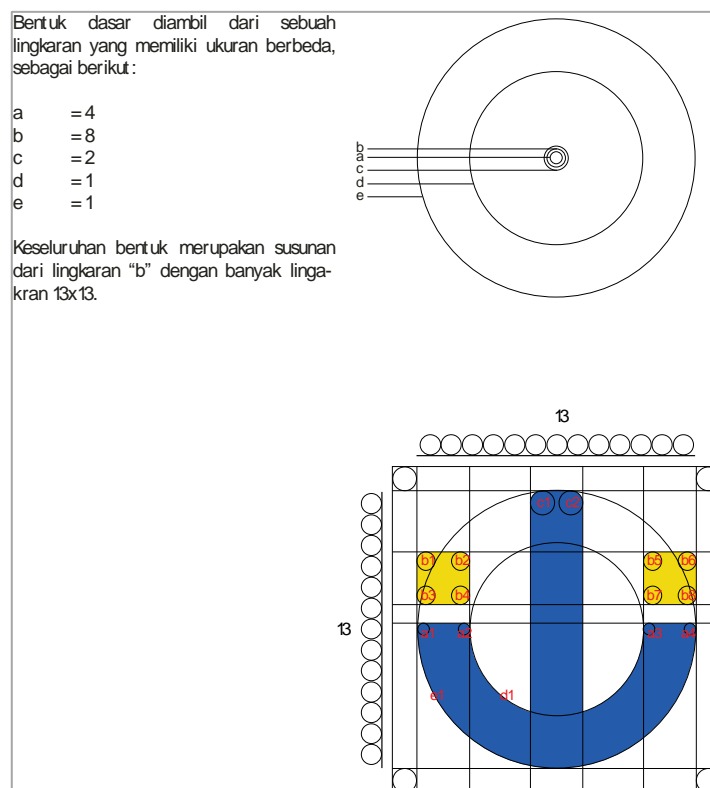 Bentuk dasar diambil dari sebuah
lingkaran yang memiliki ukuran berbeda,
sebagai berikut:
a = 4
b = 8
c = 2
d = 1
e = 1
Keseluruhan bentuk merupakan susunan
dari lingkaran “b” dengan banyak linga-
kran 13x13.
b
a
c
d
e
13
13
c1 c2
b1 b2 b5 b6
b3 b4 b7 b8
a1 a2 a3 a4
e1 d1